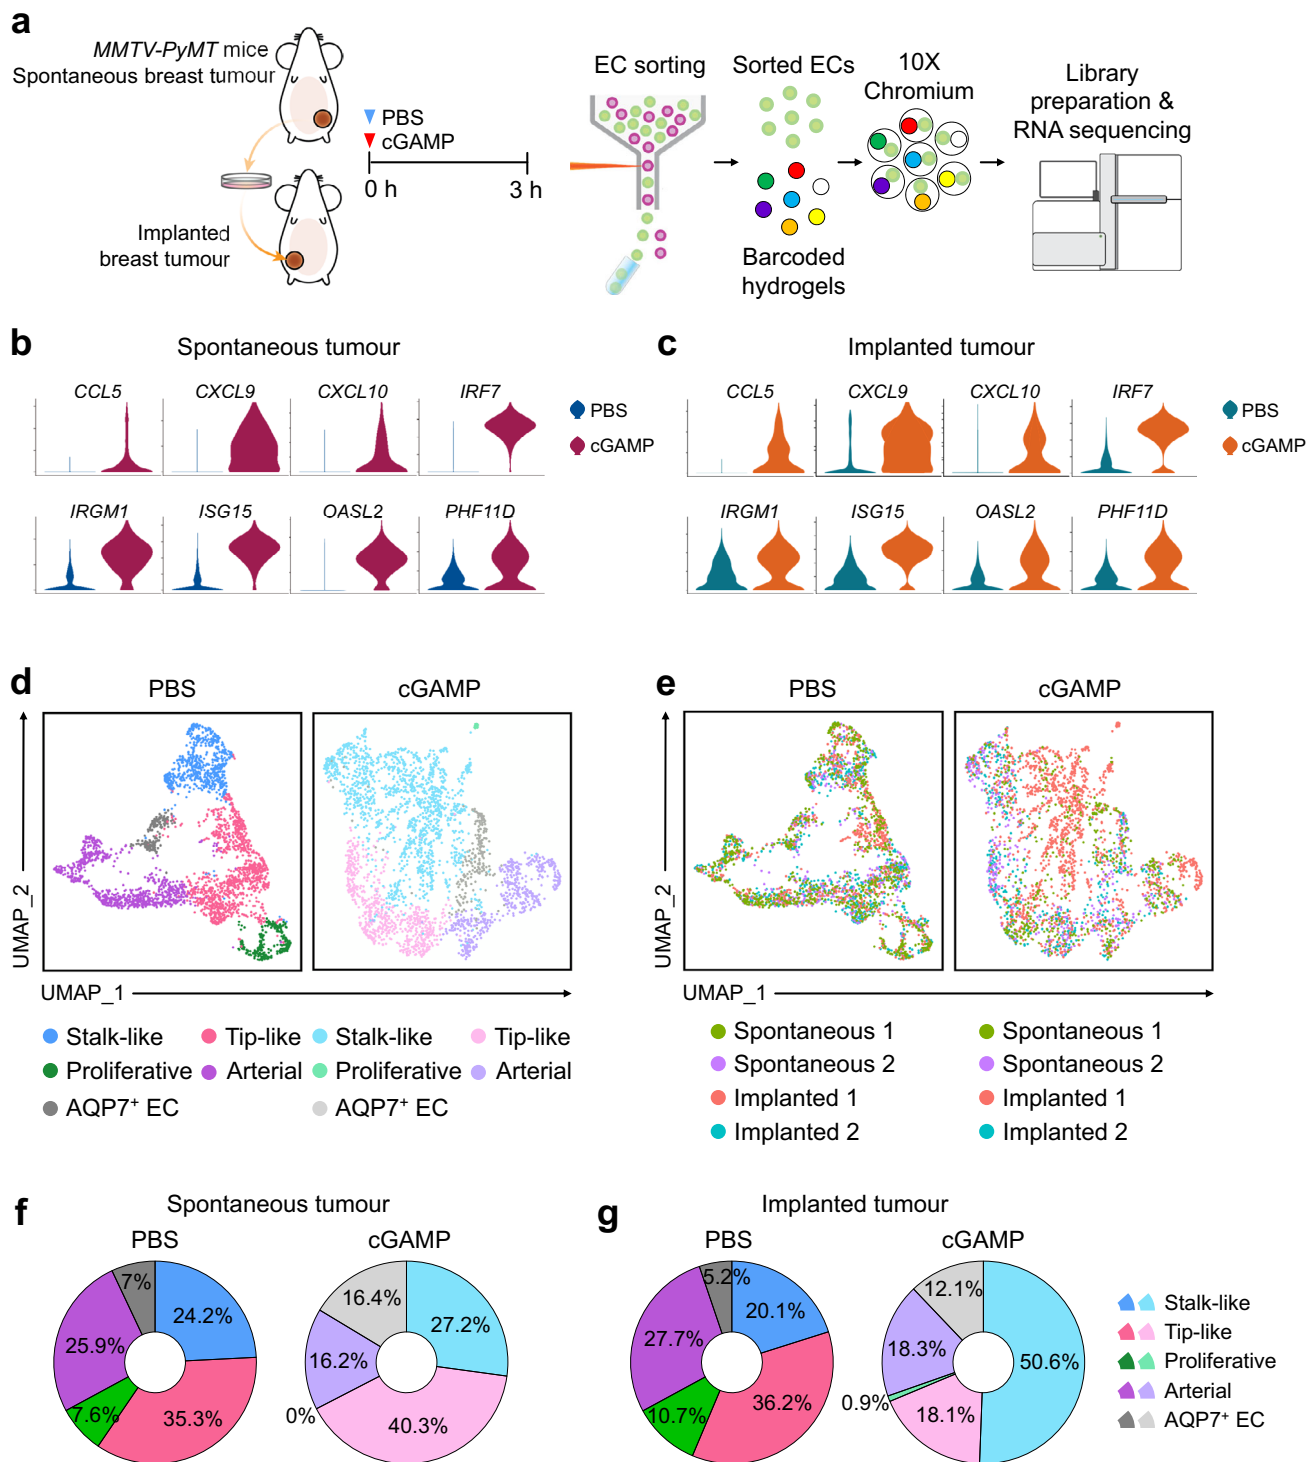 a
MMTV-PyMT mice
Spontaneous breast tumour
Implanted
breast tumour
PBS
cGAMP
0 h
3 h
EC sorting
Sorted ECs
Barcoded
hydrogels
10X
Chromium
Library
preparation &
RNA sequencing
b
Spontaneous tumour
CCL5 CXCL9 CXCL10 IRF7
PBS
cGAMP
IRGM1 ISG15 OASL2 PHF11D
c
Implanted tumour
CCL5 CXCL9 CXCL10 IRF7
PBS
cGAMP
IRGM1 ISG15 OASL2 PHF11D
d
PBS cGAMP
UMAP_2
UMAP_1
Stalk-like Tip-like Stalk-like Tip-like
Proliferative Arterial Proliferative Arterial
AQP7⁺ EC AQP7⁺ EC
e
PBS cGAMP
UMAP_2
UMAP_1
Spontaneous 1 Spontaneous 1
Spontaneous 2 Spontaneous 2
Implanted 1 Implanted 1
Implanted 2 Implanted 2
f
Spontaneous tumour
PBS cGAMP
7%
24.2%
25.9%
7.6%
35.3%
16.4%
27.2%
16.2%
0%
40.3%
g
Implanted tumour
PBS cGAMP
5.2%
20.1%
27.7%
10.7%
36.2%
12.1%
18.3%
50.6%
0.9%
18.1%
Stalk-like
Tip-like
Proliferative
Arterial
AQP7⁺ EC